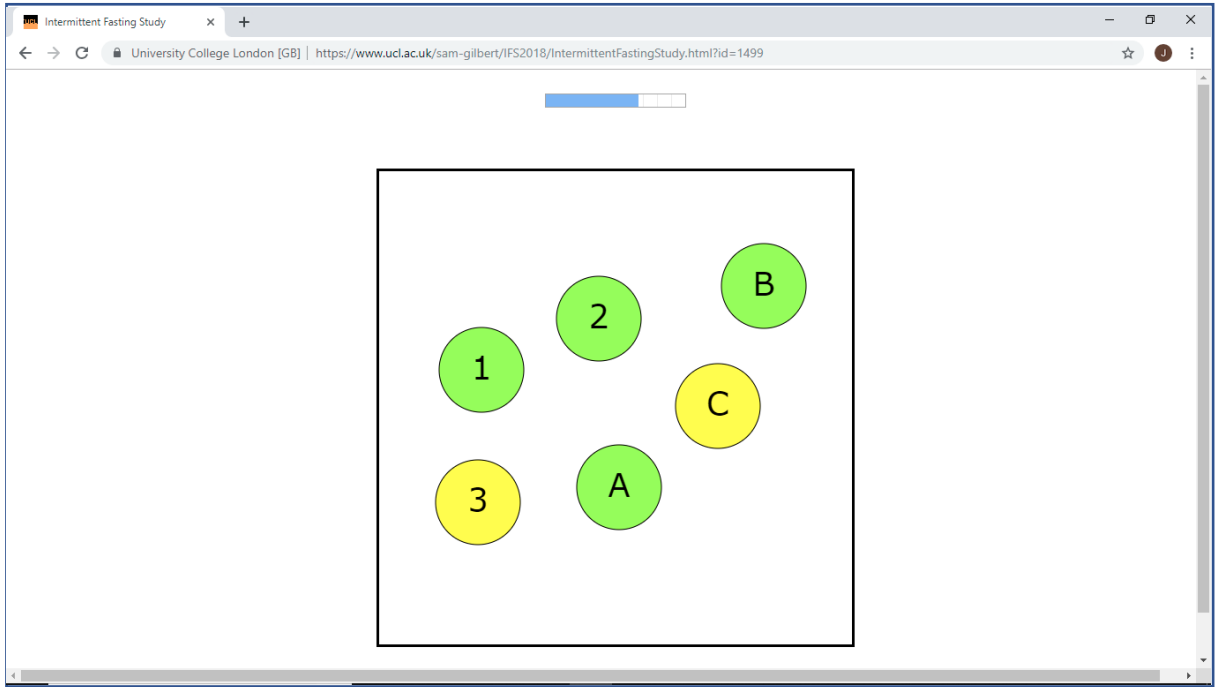 UCL
Intermittent Fasting Study
University College London [GB] | https://www.ucl.ac.uk/sam-gilbert/IFS2018/IntermittentFastingStudy.html?id=1499
J
B
2
1
C
A
3